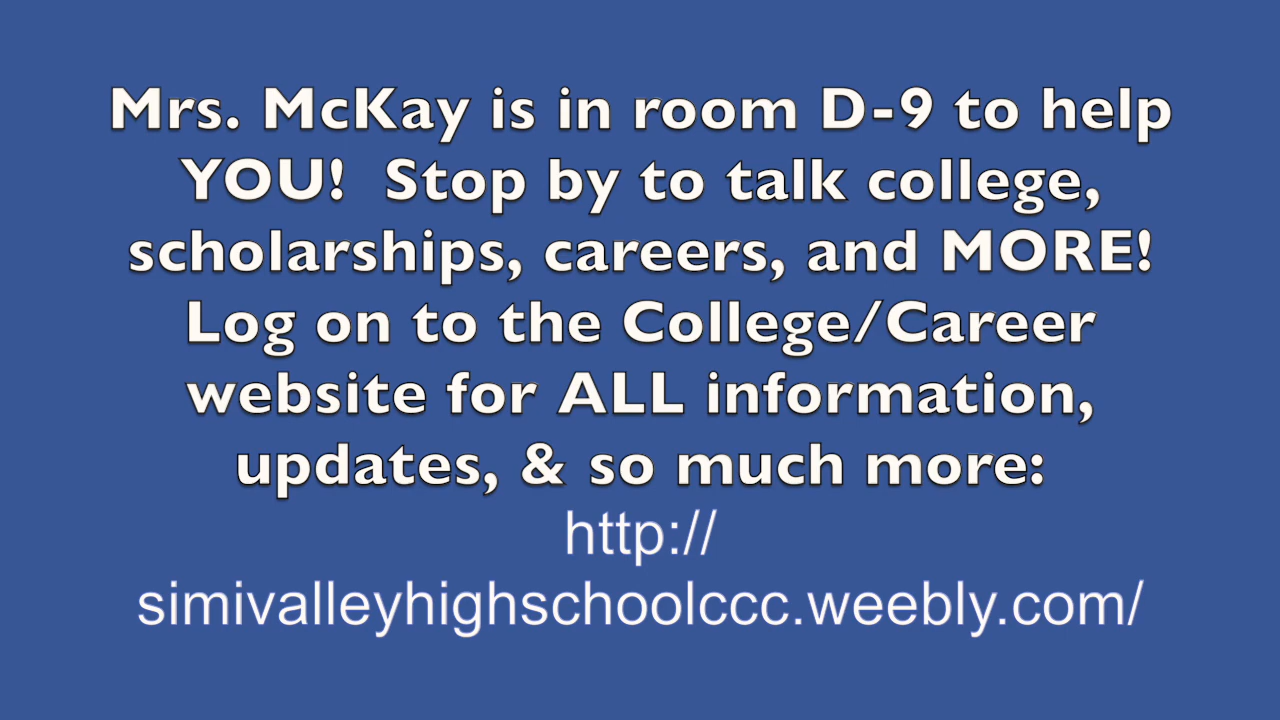 Mrs. McKay is in room D-9 to help
YOU!  Stop by to talk college,
scholarships, careers, and MORE!
Log on to the College/Career
website for ALL information,
updates, & so much more:
http://
simivalleyhighschoolccc.weebly.com/